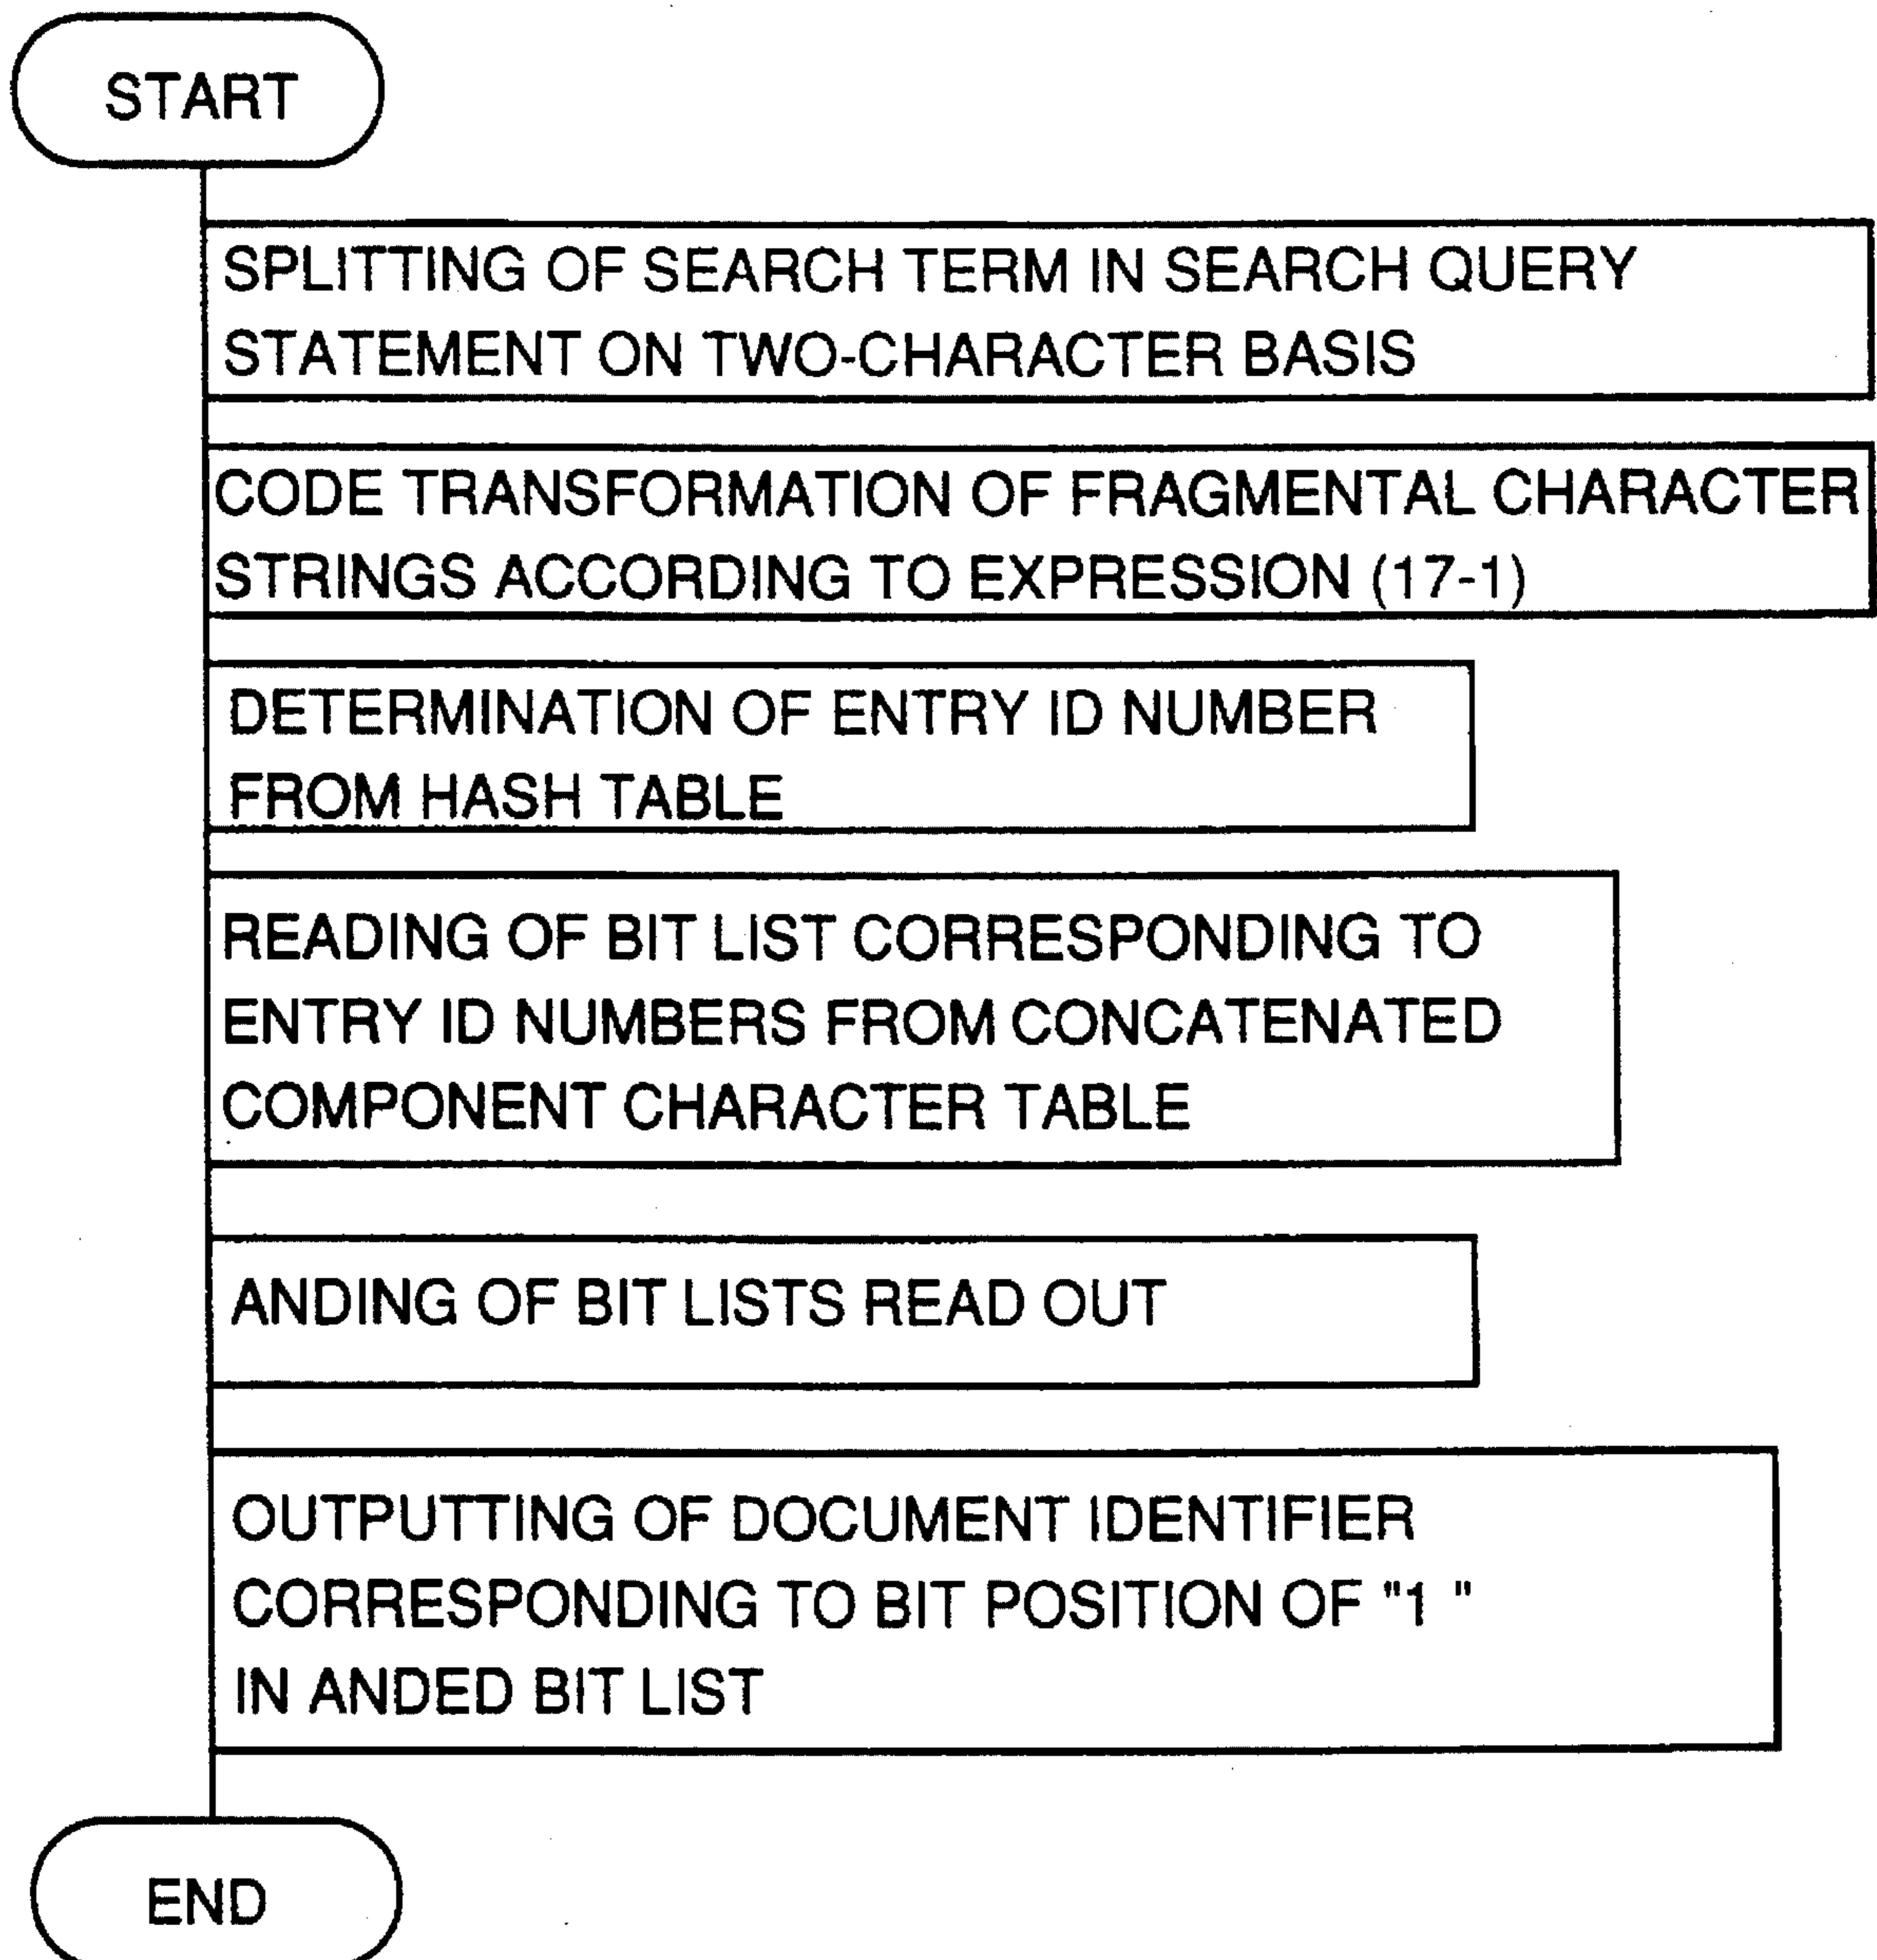 START
SPLITTING OF SEARCH TERM IN SEARCH QUERY
STATEMENT ON TWO-CHARACTER BASIS
CODE TRANSFORMATION OF FRAGMENTAL CHARACTER
STRINGS ACCORDING TO EXPRESSION (17-1)
DETERMINATION OF ENTRY ID NUMBER
FROM HASH TABLE
READING OF BIT LIST CORRESPONDING TO
ENTRY ID NUMBERS FROM CONCATENATED
COMPONENT CHARACTER TABLE
ANDING OF BIT LISTS READ OUT
OUTPUTTING OF DOCUMENT IDENTIFIER
CORRESPONDING TO BIT POSITION OF "1 "
IN ANDED BIT LIST
END